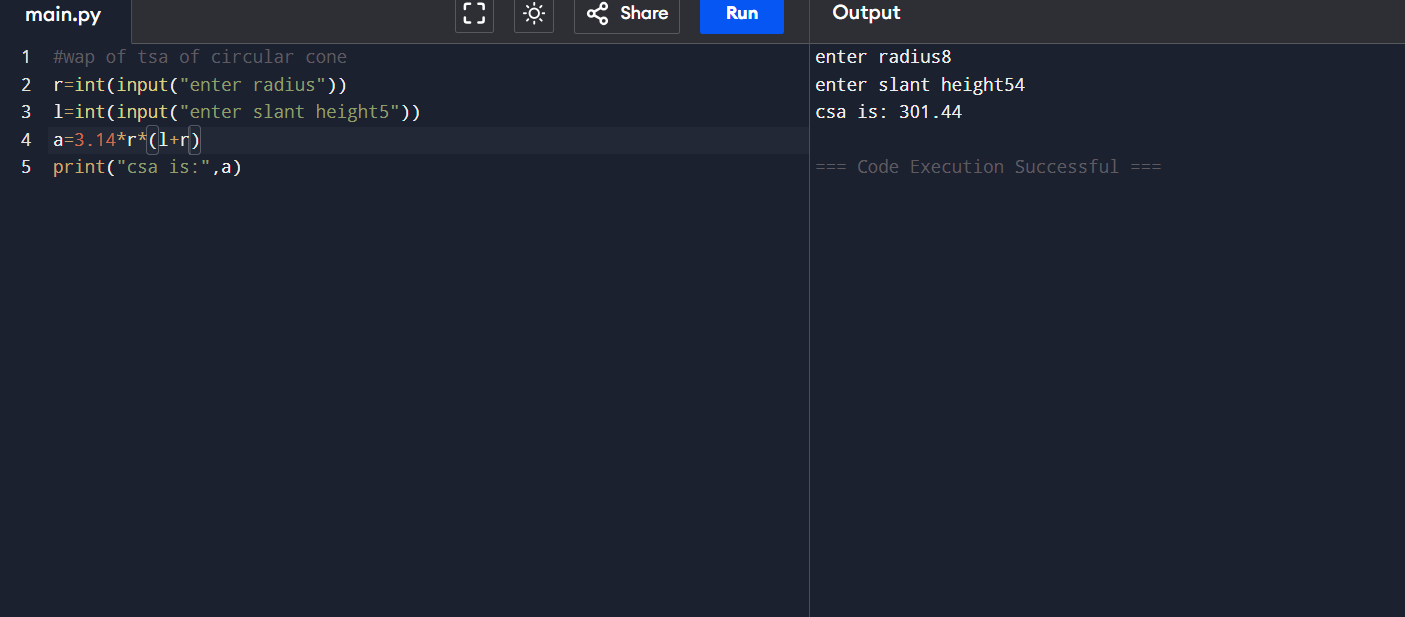 main.py
Share
Run
Output
1 #wap of tsa of circular cone
2 r=int(input("enter radius"))
3 l=int(input("enter slant height5"))
4 a=3.14*r*(l+r)
5 print("csa is:",a)
enter radius8
enter slant height54
csa is: 301.44
=== Code Execution Successful ===